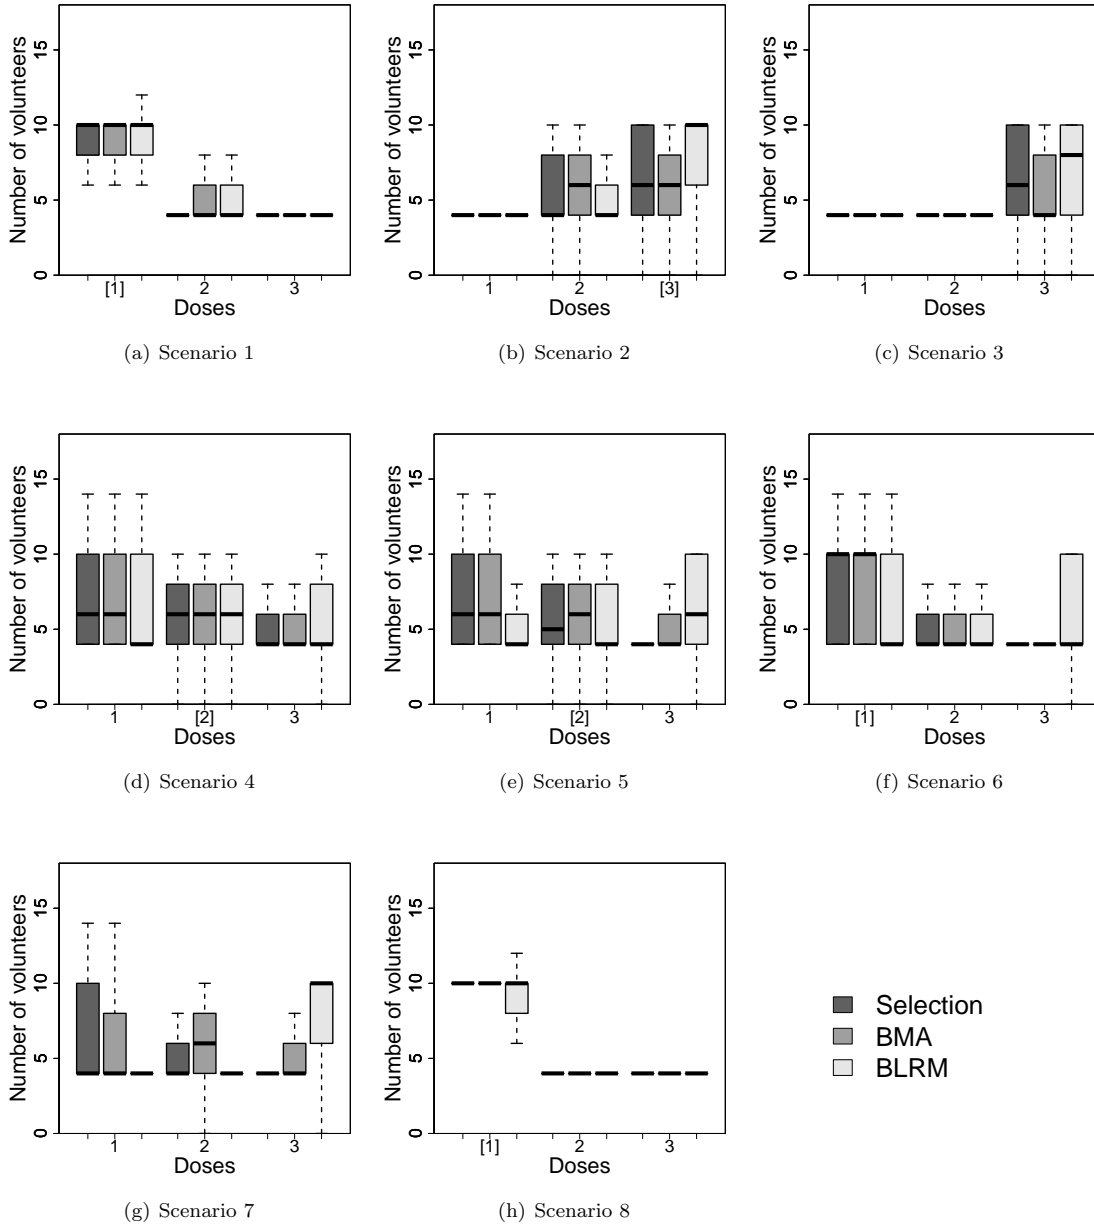 Number of volunteers
0 5 10 15
[1] 2 3
Doses
(a) Scenario 1
Number of volunteers
0 5 10 15
1 2 [3]
Doses
(b) Scenario 2
Number of volunteers
0 5 10 15
1 2 3
Doses
(c) Scenario 3
Number of volunteers
0 5 10 15
1 [2] 3
Doses
(d) Scenario 4
Number of volunteers
0 5 10 15
1 [2] 3
Doses
(e) Scenario 5
Number of volunteers
0 5 10 15
[1] 2 3
Doses
(f) Scenario 6
Number of volunteers
0 5 10 15
1 2 3
Doses
(g) Scenario 7
Number of volunteers
0 5 10 15
[1] 2 3
Doses
(h) Scenario 8
Selection
BMA
BLRM